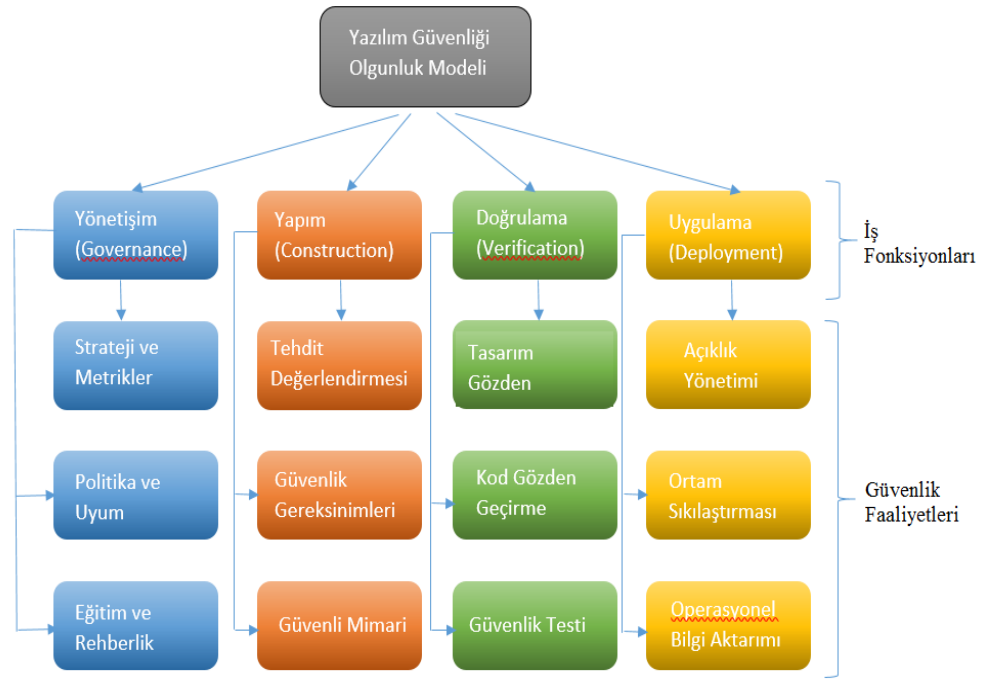 Yazılım Güvenliği
Olgunluk Modeli
Yönetişim
(Governance)
Yapım
(Construction)
Doğrulama
(Verification)
Uygulama
(Deployment)
İş
Fonksiyonları
Strateji ve
Metrikler
Tehdit
Değerlendirmesi
Tasarım
Gözden
Açıklık
Yönetimi
Politika ve
Uyum
Güvenlik
Gereksinimleri
Kod Gözden
Geçirme
Ortam
Sıkılaştırması
Güvenlik
Faaliyetleri
Eğitim ve
Rehberlik
Güvenli Mimari
Güvenlik Testi
Operasyonel
Bilgi Aktarımı